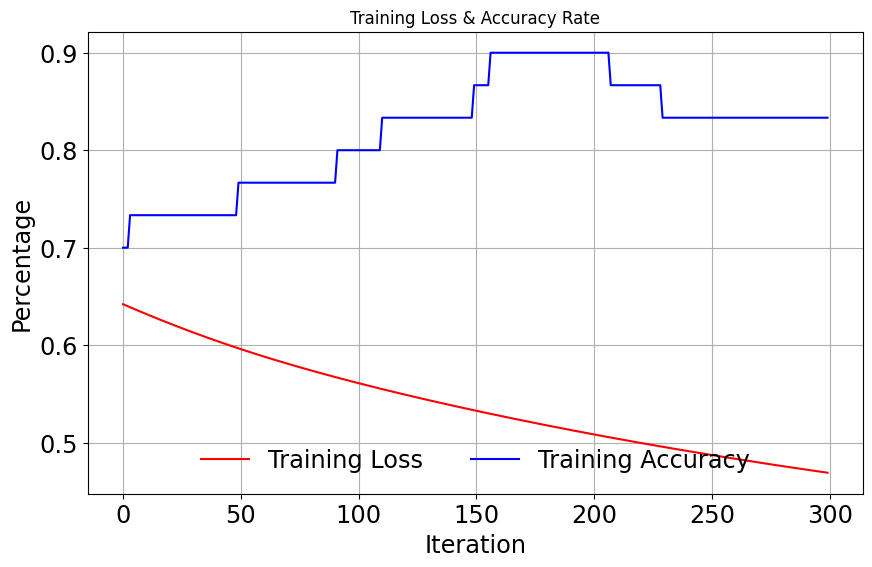 Training Loss & Accuracy Rate
0.9
0.8
0.7
0.6
0.5
Percentage
Training Loss Training Accuracy
0 50 100 150 200 250 300
Iteration